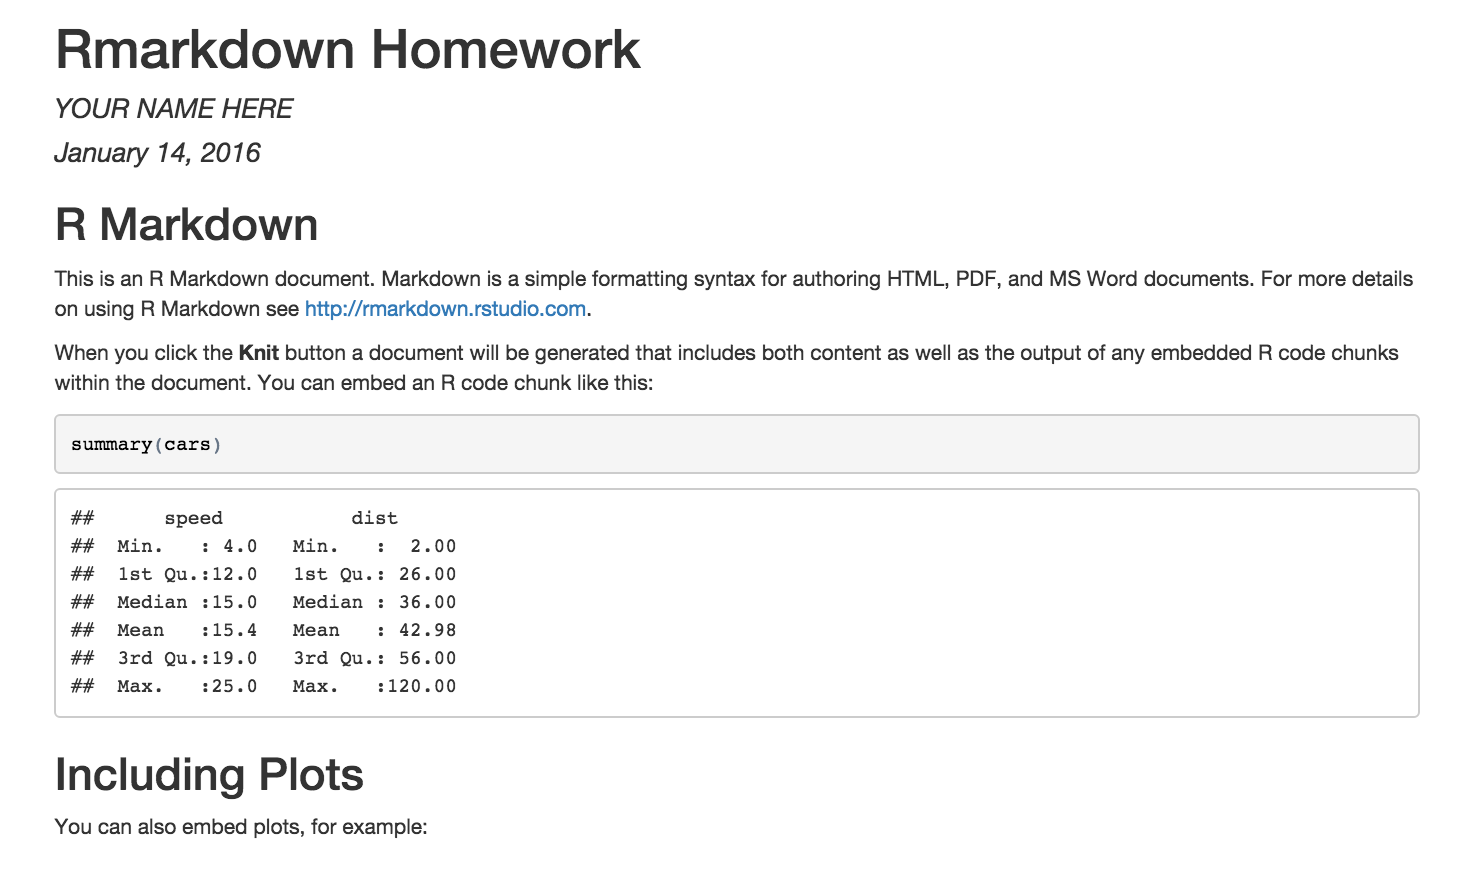 Rmarkdown Homework
YOUR NAME HERE
January 14, 2016
R Markdown
This is an R Markdown document. Markdown is a simple formatting syntax for authoring HTML, PDF, and MS Word documents. For more details
on using R Markdown see http://rmarkdown.rstudio.com.
When you click the Knit button a document will be generated that includes both content as well as the output of any embedded R code chunks
within the document. You can embed an R code chunk like this:
summary(cars)
##      speed           dist
##  Min.   : 4.0   Min.   :  2.00
##  1st Qu.:12.0   1st Qu.: 26.00
##  Median :15.0   Median : 36.00
##  Mean   :15.4   Mean   : 42.98
##  3rd Qu.:19.0   3rd Qu.: 56.00
##  Max.   :25.0   Max.   :120.00
Including Plots
You can also embed plots, for example: